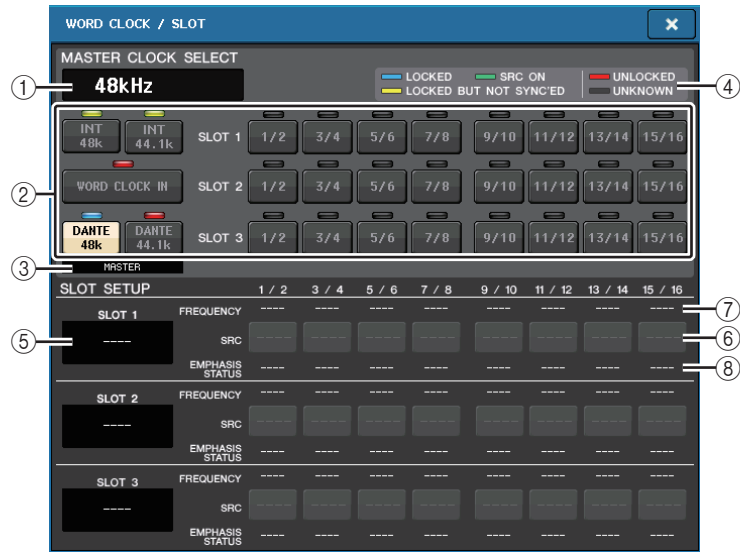 WORD CLOCK / SLOT ×
MASTER CLOCK SELECT
① 48kHz
LOCKED SRC ON UNLOCKED
LOCKED BUT NOT SYNC'ED UNKNOWN ④
②
INT 48k INT 44.1k SLOT 1 1/2 3/4 5/6 7/8 9/10 11/12 13/14 15/16
WORD CLOCK IN SLOT 2 1/2 3/4 5/6 7/8 9/10 11/12 13/14 15/16
DANTE 48k DANTE 44.1k SLOT 3 1/2 3/4 5/6 7/8 9/10 11/12 13/14 15/16
③ MASTER
SLOT SETUP 1 / 2 3 / 4 5 / 6 7 / 8 9 / 10 11 / 12 13 / 14 15 / 16
SLOT 1 FREQUENCY ---- ---- ---- ---- ---- ---- ---- ---- ⑦
⑤ ---- SRC ---- ---- ---- ---- ---- ---- ---- ---- ⑥
EMPHASIS STATUS ---- ---- ---- ---- ---- ---- ---- ---- ⑧
SLOT 2 FREQUENCY ---- ---- ---- ---- ---- ---- ---- ----
---- SRC ---- ---- ---- ---- ---- ---- ---- ----
EMPHASIS STATUS ---- ---- ---- ---- ---- ---- ---- ----
SLOT 3 FREQUENCY ---- ---- ---- ---- ---- ---- ---- ----
---- SRC ---- ---- ---- ---- ---- ---- ---- ----
EMPHASIS STATUS ---- ---- ---- ---- ---- ---- ---- ----